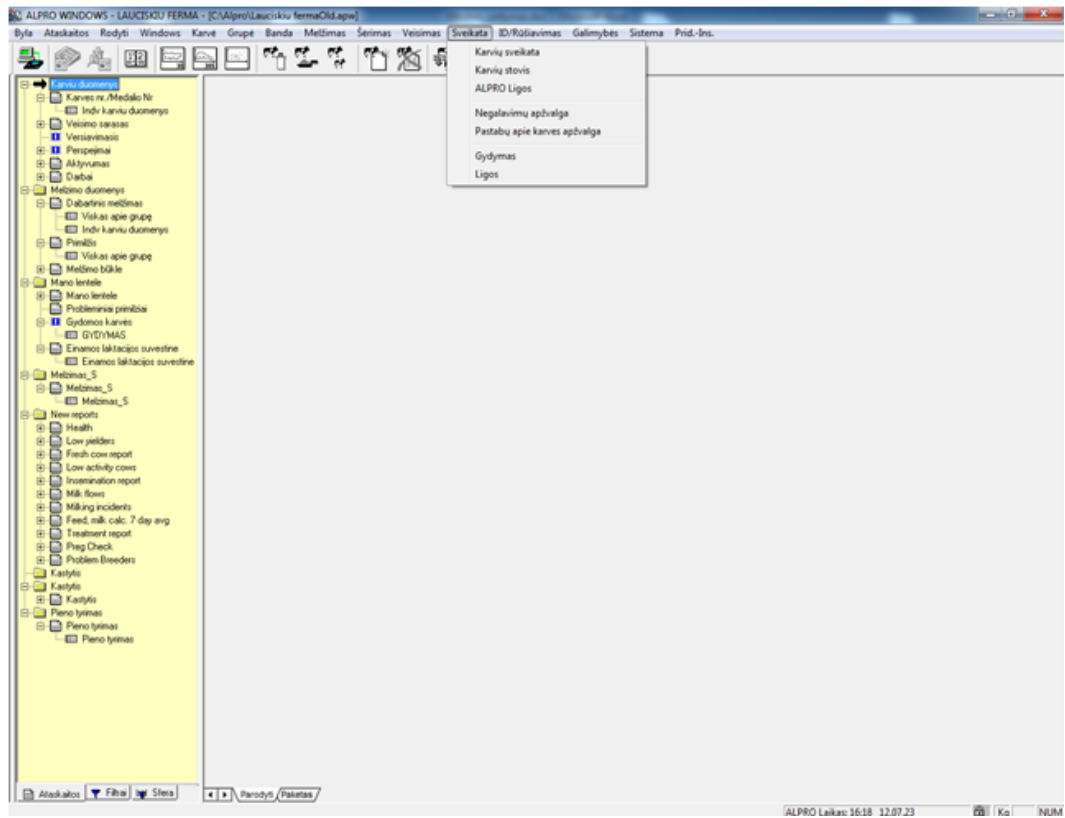 ALPRO WINDOWS - LAUCISKIU FERMA - [C:\Alpro\Lauciskiu fermaOld.apw]
Byla Ataskaitos Rodyti Windows Karvė Grupė Banda Melžimas Šėrimas Veisimas Sveikata ID/Rūšiavimas Galimybės Sistema Prid.-Ins.
Karvių sveikata
Karvių stovis
ALPRO Ligos
Negalavimų apžvalga
Pastabų apie karves apžvalga
Gydymas
Ligos
Karviu duomenys
Karves nr./Medalio Nr
Indv karviu duomenys
Veisimo sarasas
Versiavimasis
Perspejmai
Aktyvumas
Darbai
Melzimo duomenys
Dabartinis melžimas
Viskas apie grupę
Indv karviu duomenys
Primilžis
Viskas apie grupę
Melžimo būkle
Mano lentele
Mano lentele
Probleminiai primilziai
Gydomos karvės
GYDYMAS
Einamos laktacijos suvestine
Einamos laktacijos suvestine
Melzimas_S
Melzimas_S
Melzimas_S
New reports
Health
Low yielders
Fresh cow report
Low activity cows
Insemination report
Milk flows
Milking incidents
Feed, milk calc. 7 day avg
Treatment report
Preg Check
Problem Breeders
Kastytis
Kastytis
Kastytis
Pieno tyrimas
Pieno tyrimas
Pieno tyrimas
Ataskaitos Filtrai Sfera Parodyti Paketas
ALPRO Laikas: 16:18 12.07.23 Kg NUM